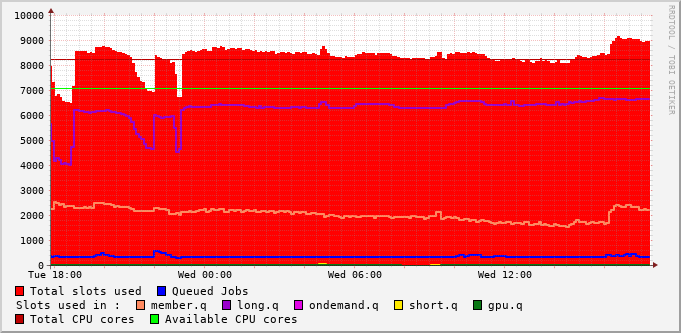 10000
9000
8000
7000
6000
5000
4000
3000
2000
1000
0
Tue 18:00 Wed 00:00 Wed 06:00 Wed 12:00
RRDTOOL / TOBI OETIKER
Total slots used Queued Jobs
Slots used in : member.q long.q ondemand.q short.q gpu.q
Total CPU cores Available CPU cores